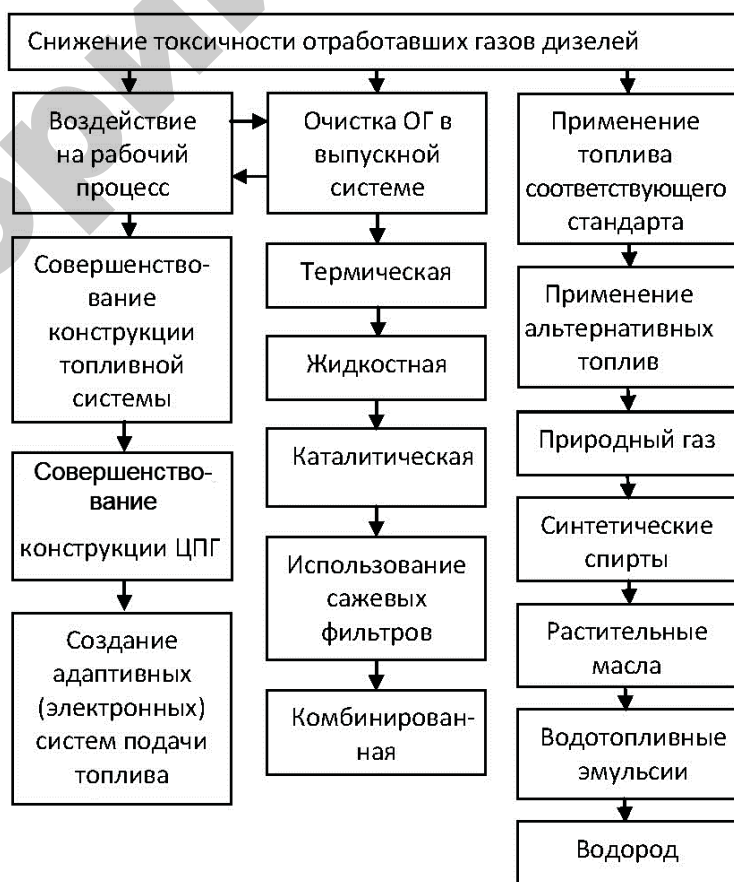 Снижение токсичности отработавших газов дизелей
Воздействие
на рабочий
процесс
Совершенство-
вание
конструкции
топливной
системы
Совершенство-
вание
конструкции ЦПГ
Создание
адаптивных
(электронных)
систем подачи
топлива
Очистка ОГ в
выпускной
системе
Термическая
Жидкостная
Каталитическая
Использование
сажевых
фильтров
Комбинирован-
ная
Применение
топлива
соответствующего
стандарта
Применение
альтернативных
топлив
Природный газ
Синтетические
спирты
Растительные
масла
Водотопливные
эмульсии
Водород